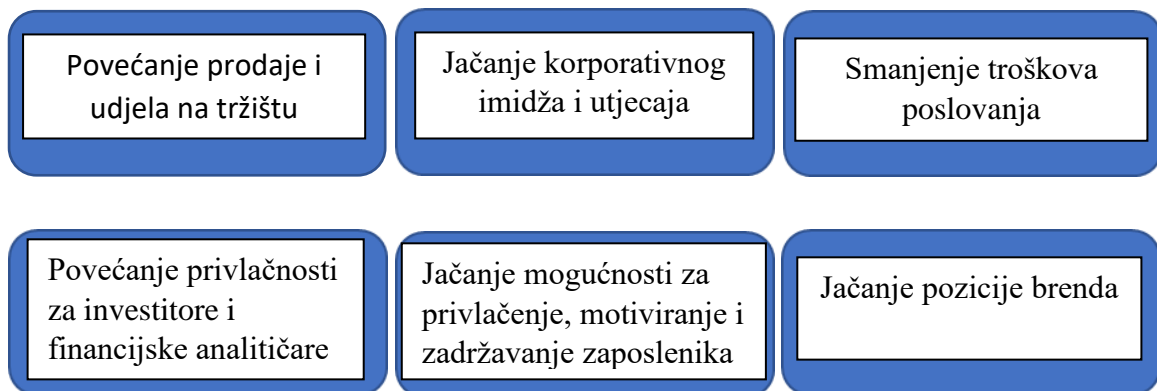 Povećanje prodaje i
udjela na tržištu
Jačanje korporativnog
imidža i utjecaja
Smanjenje troškova
poslovanja
Povećanje privlačnosti
za investitore i
financijske analitičare
Jačanje mogućnosti za
privlačenje, motiviranje i
zadržavanje zaposlenika
Jačanje pozicije brenda